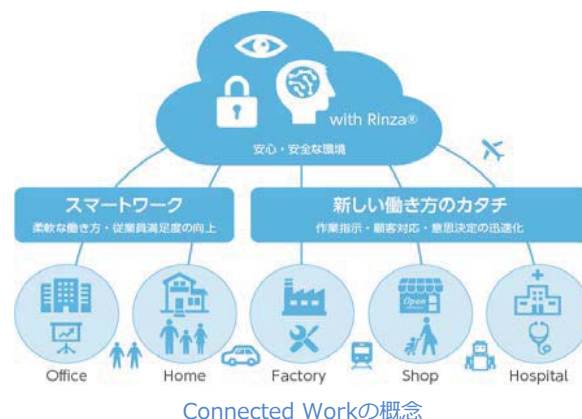 with Rinza®
安心・安全な環境
スマートワーク
柔軟な働き方・従業員満足度の向上
新しい働き方のカタチ
作業指示・顧客対応・意思決定の迅速化
Open
Office
Home
Factory
Shop
Hospital
Connected Workの概念